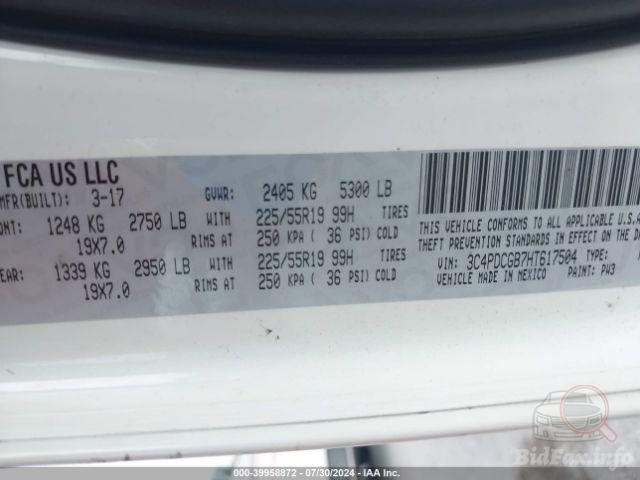 FCA US LLC
MFR(BUILT): 3-17 GVWR: 2405 KG 5300 LB
ONT: 1248 KG 2750 LB WITH 225/55R19 99H TIRES
19X7.0 RIMS AT 250 KPA ( 36 PSI) COLD
EAR: 1339 KG 2950 LB WITH 225/55R19 99H TIRES
19X7.0 RIMS AT 250 KPA ( 36 PSI) COLD
THIS VEHICLE CONFORMS TO ALL APPLICABLE U.S.A
THEFT PREVENTION STANDARDS IN EFFECT ON THE D
VIN: 3C4PDCGB7HT617504 TYPE:
VEHICLE MADE IN MEXICO PAINT: PW3
BidFax.info
000-39958872 / 07/30/2024 - IAA Inc.